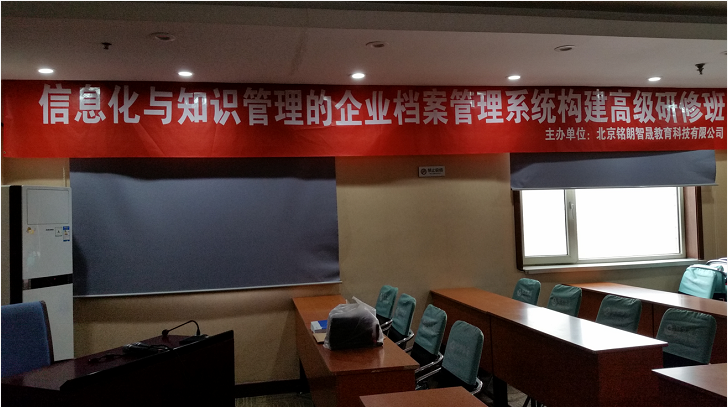 信息化与知识管理的企业档案管理系统构建高级研修班
主办单位：北京铭朗智晟教育科技有限公司